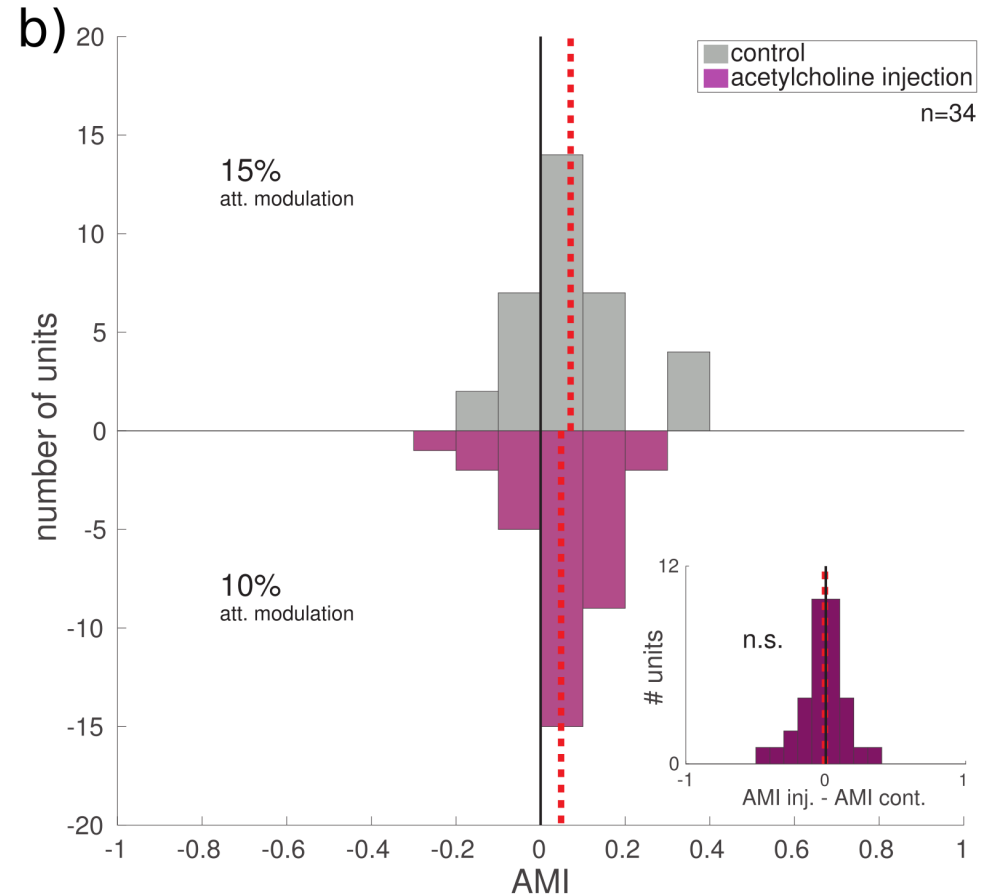 b)
20
15
10
5
0
-5
-10
-15
-20
number of units
control
acetylcholine injection
n=34
15%
att. modulation
10%
att. modulation
12
0
# units
n.s.
-1
0
1
AMI inj. - AMI cont.
-1
-0.8
-0.6
-0.4
-0.2
0
0.2
0.4
0.6
0.8
1
AMI